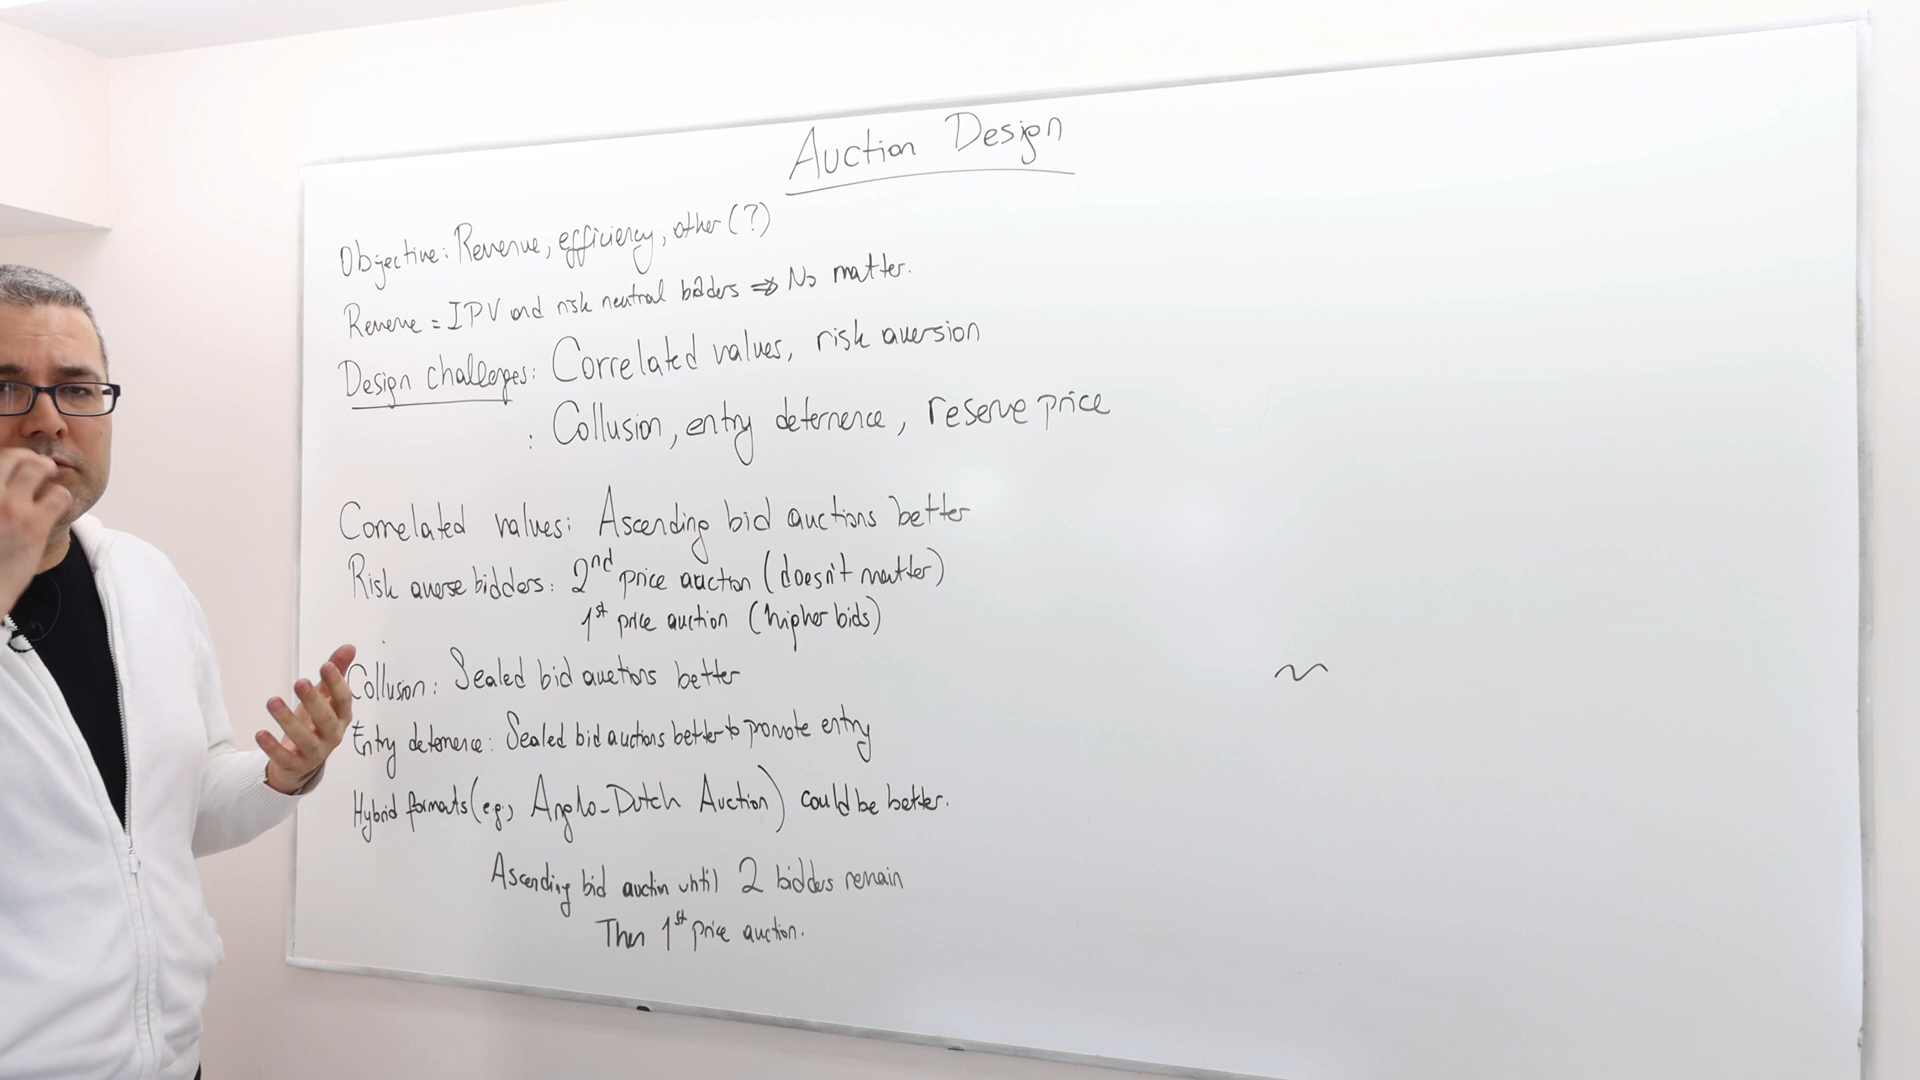 Auction Design
Objective: Revenue, efficiency, other (?)
Revenue = IPV and risk neutral bidders ⇒ No matter.
Design challenges: Correlated values, risk aversion
: Collusion, entry deterrence, reserve price
Correlated values: Ascending bid auctions better
Risk averse bidders: 2nd price auction (doesn't matter)
1st price auction (higher bids)
Collusion: Sealed bid auctions better
Entry deterrence: Sealed bid auctions better to promote entry
Hybrid formats (eg, Anglo-Dutch Auction) could be better.
Ascending bid auction until 2 bidders remain
Then 1st price auction.